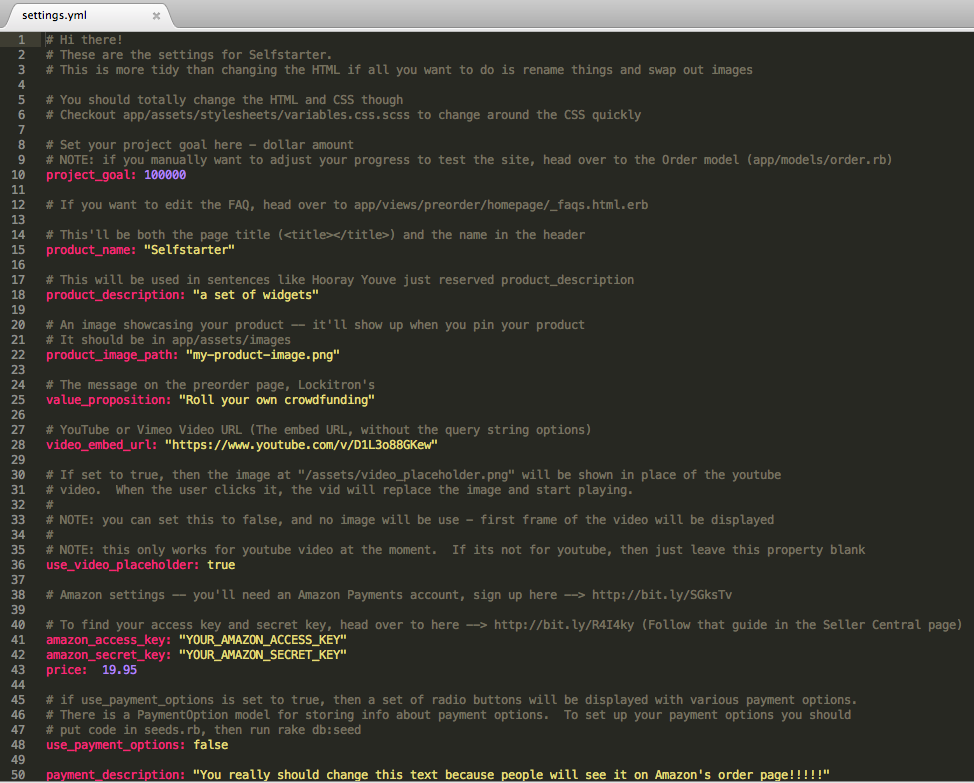 settings.yml ×
1 # Hi there!
2 # These are the settings for Selfstarter.
3 # This is more tidy than changing the HTML if all you want to do is rename things and swap out images
4
5 # You should totally change the HTML and CSS though
6 # Checkout app/assets/stylesheets/variables.css.scss to change around the CSS quickly
7
8 # Set your project goal here - dollar amount
9 # NOTE: if you manually want to adjust your progress to test the site, head over to the Order model (app/models/order.rb)
10 project_goal: 100000
11
12 # If you want to edit the FAQ, head over to app/views/preorder/homepage/_faqs.html.erb
13
14 # This'll be both the page title (<title></title>) and the name in the header
15 product_name: "Selfstarter"
16
17 # This will be used in sentences like Hooray Youve just reserved product_description
18 product_description: "a set of widgets"
19
20 # An image showcasing your product -- it'll show up when you pin your product
21 # It should be in app/assets/images
22 product_image_path: "my-product-image.png"
23
24 # The message on the preorder page, Lockitron's
25 value_proposition: "Roll your own crowdfunding"
26
27 # YouTube or Vimeo Video URL (The embed URL, without the query string options)
28 video_embed_url: "https://www.youtube.com/v/D1L3o88GKew"
29
30 # If set to true, then the image at "/assets/video_placeholder.png" will be shown in place of the youtube
31 # video.  When the user clicks it, the vid will replace the image and start playing.
32 #
33 # NOTE: you can set this to false, and no image will be use - first frame of the video will be displayed
34 #
35 # NOTE: this only works for youtube video at the moment.  If its not for youtube, then just leave this property blank
36 use_video_placeholder: true
37
38 # Amazon settings -- you'll need an Amazon Payments account, sign up here --> http://bit.ly/SGksTv
39
40 # To find your access key and secret key, head over to here --> http://bit.ly/R4I4ky (Follow that guide in the Seller Central page)
41 amazon_access_key: "YOUR_AMAZON_ACCESS_KEY"
42 amazon_secret_key: "YOUR_AMAZON_SECRET_KEY"
43 price:  19.95
44
45 # if use_payment_options is set to true, then a set of radio buttons will be displayed with various payment options.
46 # There is a PaymentOption model for storing info about payment options.  To set up your payment options you should
47 # put code in seeds.rb, then run rake db:seed
48 use_payment_options: false
49
50 payment_description: "You really should change this text because people will see it on Amazon's order page!!!!!"